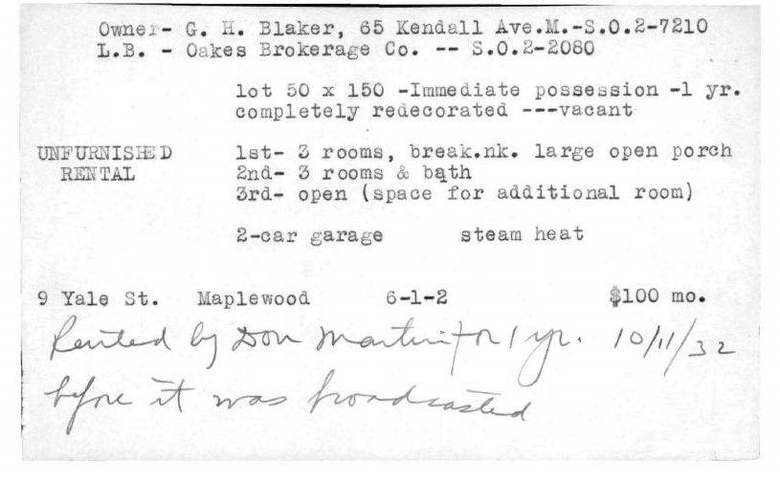 Owner- G. H. Blaker, 65 Kendall Ave.M.-S.O.2-7210
L.B. - Oakes Brokerage Co. -- S.O.2-2080
lot 50 x 150 -Immediate possession -1 yr.
completely redecorated ---vacant
UNFURNISHED 1st- 3 rooms, break.nk. large open porch
RENTAL 2nd- 3 rooms & bath
3rd- open (space for additional room)
2-car garage steam heat
9 Yale St. Maplewood 6-1-2 $100 mo.
Rented by Don Martin for 1 yr. 10/11/32
before it was broadcasted